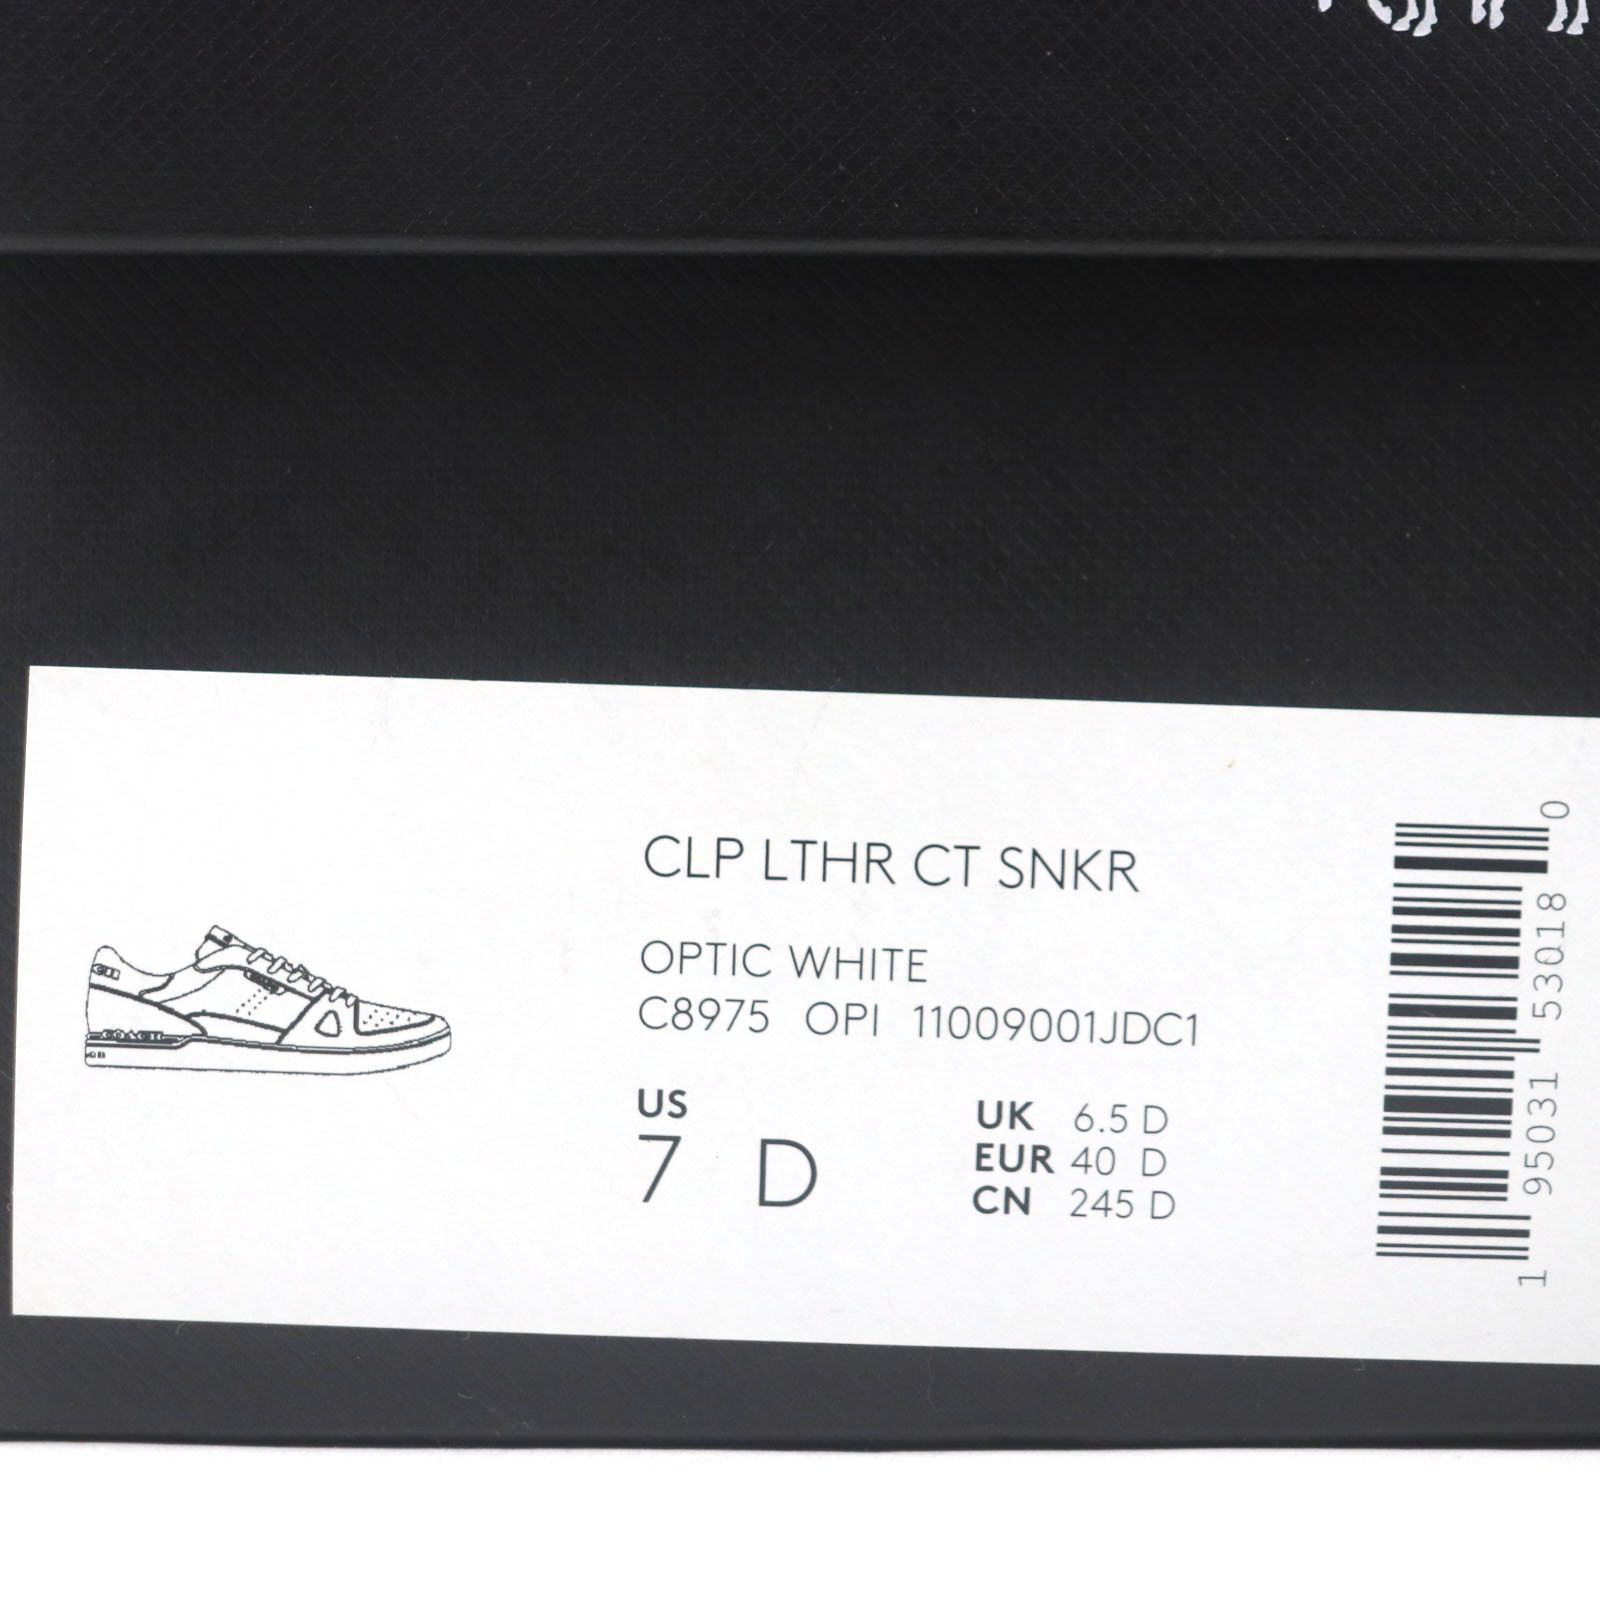 CLP LTHR CT SNKR
OPTIC WHITE
C8975 OPI 11009001JDC1
US
7 D
UK 6.5 D
EUR 40 D
CN 245 D
1 95031 53018 0
COACH